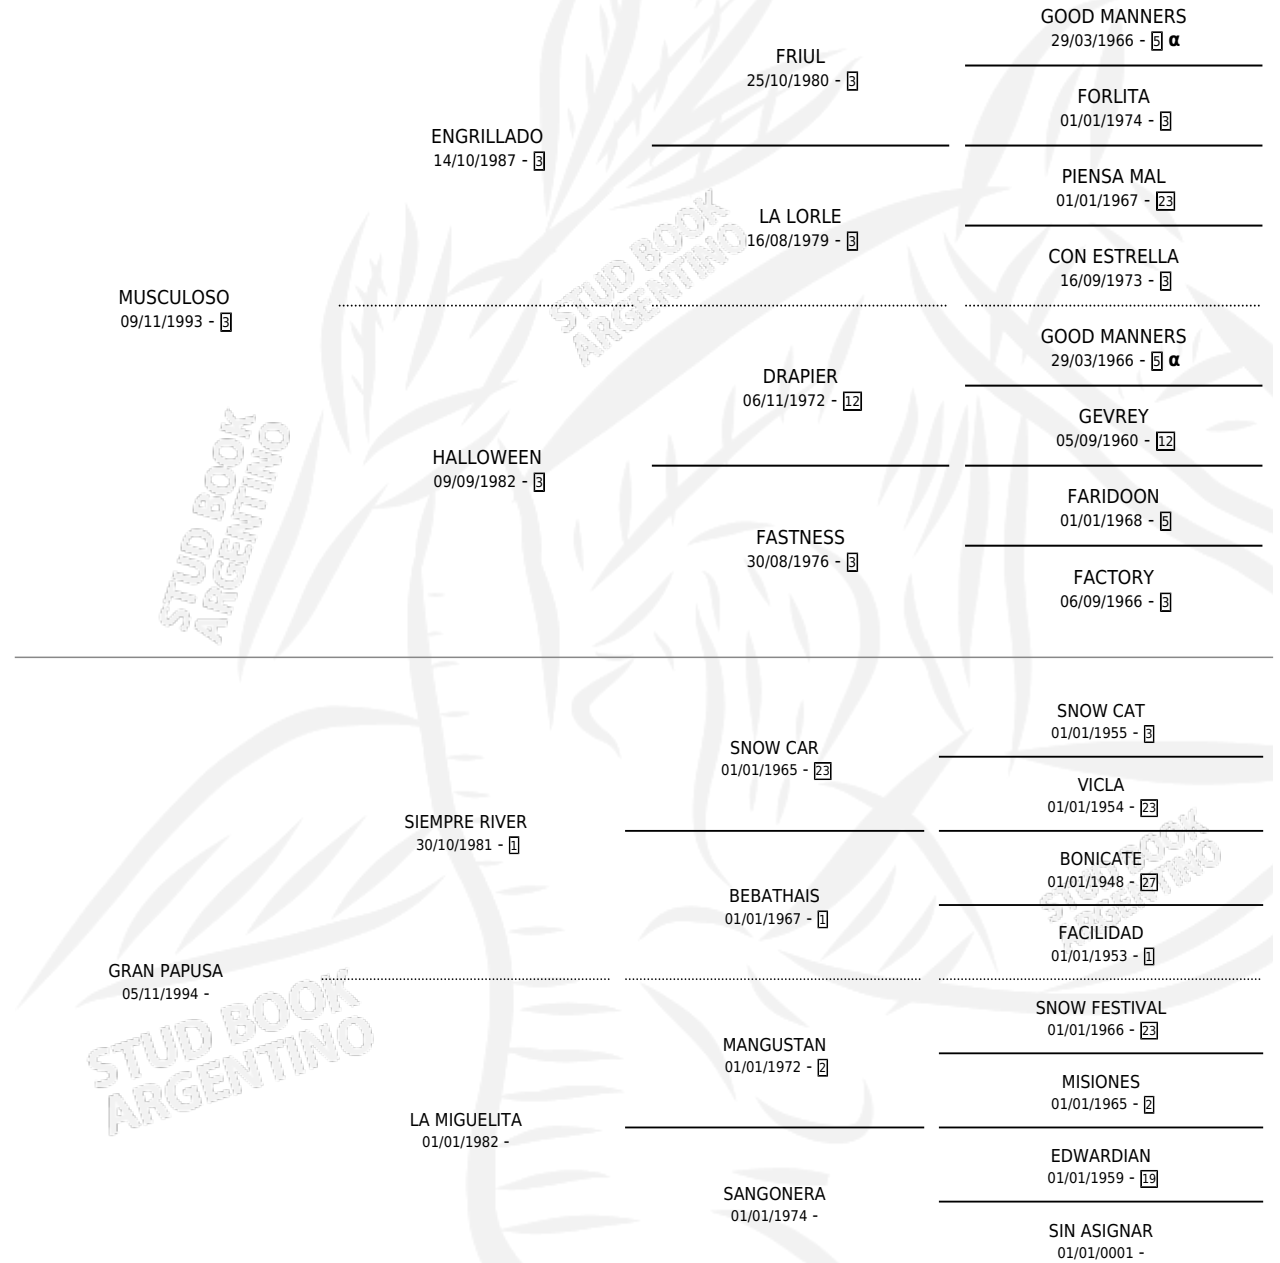 GOOD MANNERS
29/03/1966 - 5 α
FRIUL
25/10/1980 - 3
FORLITA
01/01/1974 - 3
ENGRILLADO
14/10/1987 - 3
PIENSA MAL
01/01/1967 - 23
LA LORLE
16/08/1979 - 3
CON ESTRELLA
16/09/1973 - 3
STUD BOOK
ARGENTINO
MUSCULOSO
09/11/1993 - 3
GOOD MANNERS
29/03/1966 - 5 α
DRAPIER
06/11/1972 - 12
GEVREY
05/09/1960 - 12
HALLOWEEN
09/09/1982 - 3
FARIDOON
01/01/1968 - 5
FASTNESS
30/08/1976 - 3
FACTORY
06/09/1966 - 3
STUD BOOK
ARGENTINO
SNOW CAT
01/01/1955 - 3
SNOW CAR
01/01/1965 - 23
VICLA
01/01/1954 - 23
SIEMPRE RIVER
30/10/1981 - 1
BONICATE
01/01/1948 - 27
BEBATHAIS
01/01/1967 - 1
FACILIDAD
01/01/1953 - 1
STUD BOOK
ARGENTINO
GRAN PAPUSA
05/11/1994 -
SNOW FESTIVAL
01/01/1966 - 23
MANGUSTAN
01/01/1972 - 2
MISIONES
01/01/1965 - 2
STUD BOOK
ARGENTINO
LA MIGUELITA
01/01/1982 -
EDWARDIAN
01/01/1959 - 19
SANGONERA
01/01/1974 -
SIN ASIGNAR
01/01/0001 -